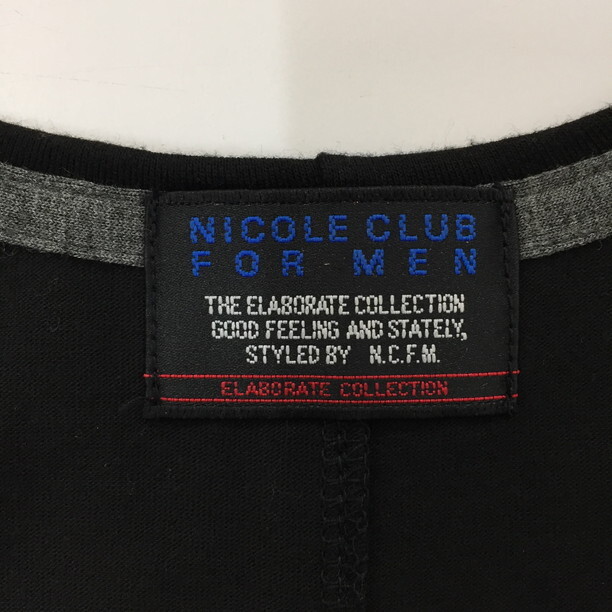 NICOLE CLUB
FOR MEN
THE ELABORATE COLLECTION
GOOD FEELING AND STATELY,
STYLED BY N.C.F.M.
ELABORATE COLLECTION